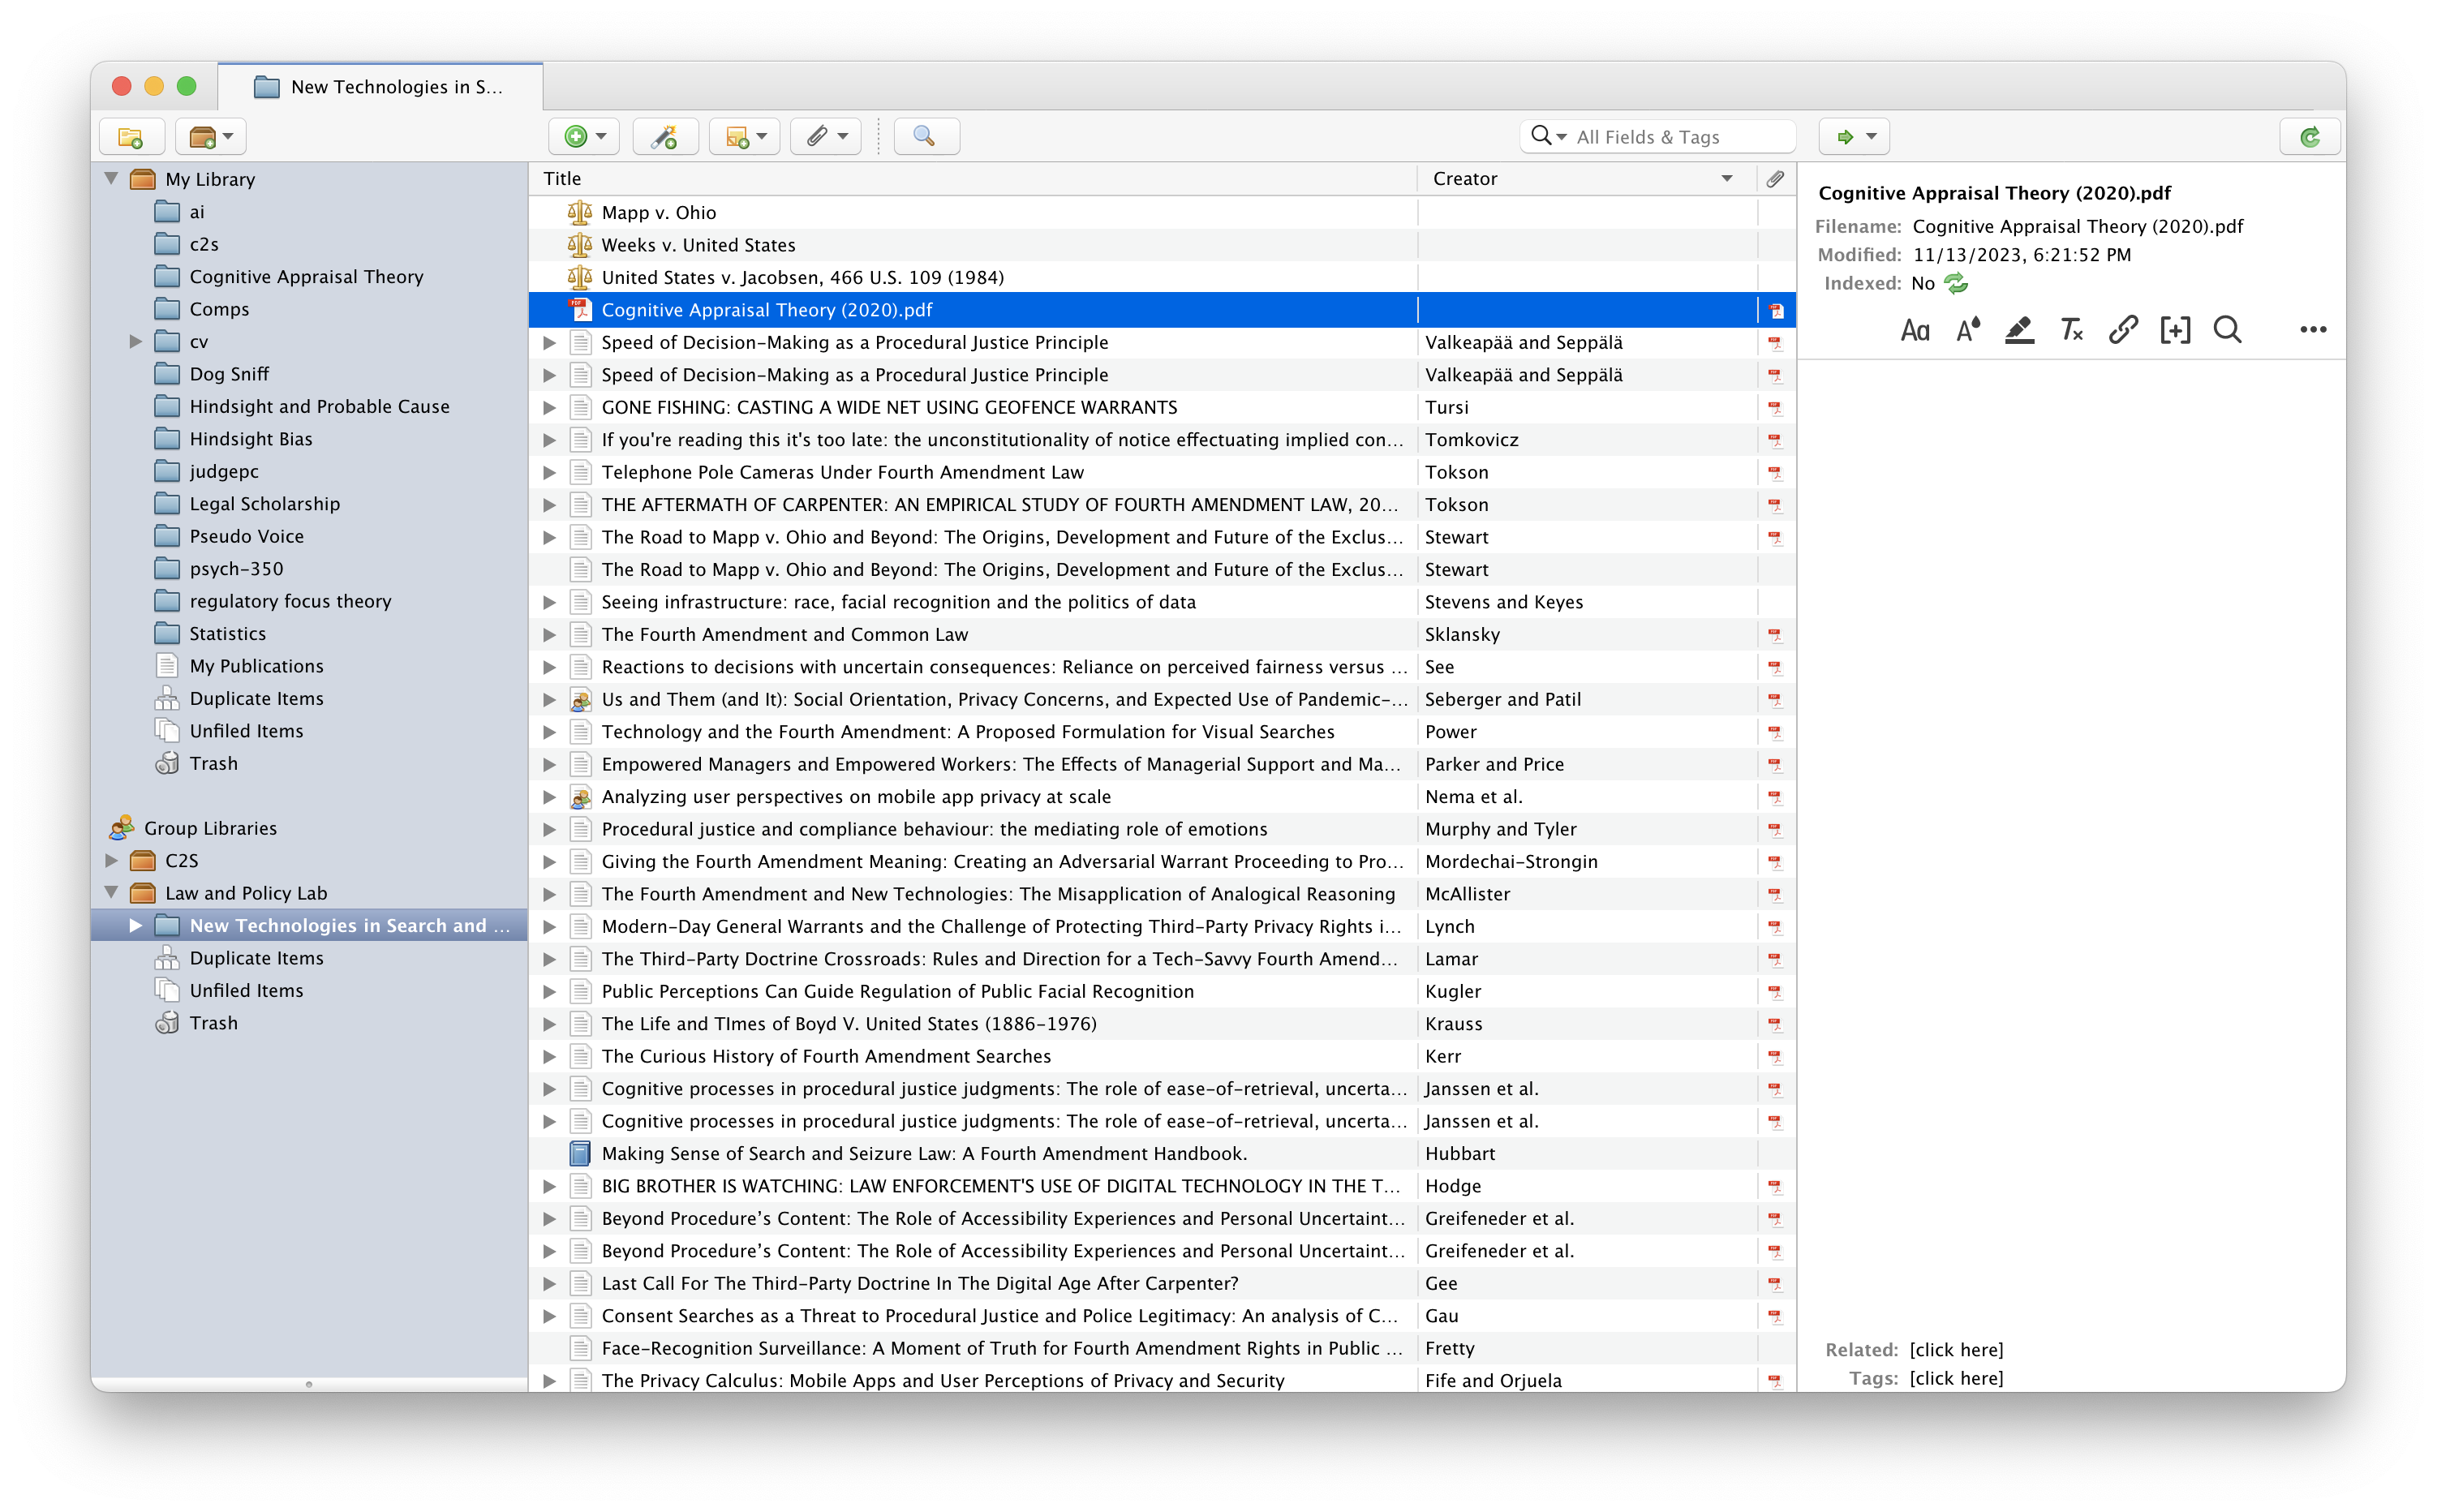 New Technologies in S...
All Fields & Tags
My Library
ai
c2s
Cognitive Appraisal Theory
Comps
cv
Dog Sniff
Hindsight and Probable Cause
Hindsight Bias
judgepc
Legal Scholarship
Pseudo Voice
psych-350
regulatory focus theory
Statistics
My Publications
Duplicate Items
Unfiled Items
Trash
Group Libraries
C2S
Law and Policy Lab
New Technologies in Search and ...
Duplicate Items
Unfiled Items
Trash
Title Creator
Mapp v. Ohio
Weeks v. United States
United States v. Jacobsen, 466 U.S. 109 (1984)
Cognitive Appraisal Theory (2020).pdf
Speed of Decision-Making as a Procedural Justice Principle Valkeapää and Seppälä
Speed of Decision-Making as a Procedural Justice Principle Valkeapää and Seppälä
GONE FISHING: CASTING A WIDE NET USING GEOFENCE WARRANTS Tursi
If you're reading this it's too late: the unconstitutionality of notice effectuating implied con... Tomkovicz
Telephone Pole Cameras Under Fourth Amendment Law Tokson
THE AFTERMATH OF CARPENTER: AN EMPIRICAL STUDY OF FOURTH AMENDMENT LAW, 20... Tokson
The Road to Mapp v. Ohio and Beyond: The Origins, Development and Future of the Exclus... Stewart
The Road to Mapp v. Ohio and Beyond: The Origins, Development and Future of the Exclus... Stewart
Seeing infrastructure: race, facial recognition and the politics of data Stevens and Keyes
The Fourth Amendment and Common Law Sklansky
Reactions to decisions with uncertain consequences: Reliance on perceived fairness versus ... See
Us and Them (and It): Social Orientation, Privacy Concerns, and Expected Use of Pandemic-... Seberger and Patil
Technology and the Fourth Amendment: A Proposed Formulation for Visual Searches Power
Empowered Managers and Empowered Workers: The Effects of Managerial Support and Ma... Parker and Price
Analyzing user perspectives on mobile app privacy at scale Nema et al.
Procedural justice and compliance behaviour: the mediating role of emotions Murphy and Tyler
Giving the Fourth Amendment Meaning: Creating an Adversarial Warrant Proceeding to Pro... Mordechai-Strongin
The Fourth Amendment and New Technologies: The Misapplication of Analogical Reasoning McAllister
Modern-Day General Warrants and the Challenge of Protecting Third-Party Privacy Rights i... Lynch
The Third-Party Doctrine Crossroads: Rules and Direction for a Tech-Savvy Fourth Amend... Lamar
Public Perceptions Can Guide Regulation of Public Facial Recognition Kugler
The Life and TImes of Boyd V. United States (1886-1976) Krauss
The Curious History of Fourth Amendment Searches Kerr
Cognitive processes in procedural justice judgments: The role of ease-of-retrieval, uncerta... Janssen et al.
Cognitive processes in procedural justice judgments: The role of ease-of-retrieval, uncerta... Janssen et al.
Making Sense of Search and Seizure Law: A Fourth Amendment Handbook. Hubbart
BIG BROTHER IS WATCHING: LAW ENFORCEMENT'S USE OF DIGITAL TECHNOLOGY IN THE T... Hodge
Beyond Procedure’s Content: The Role of Accessibility Experiences and Personal Uncertaint... Greifeneder et al.
Beyond Procedure’s Content: The Role of Accessibility Experiences and Personal Uncertaint... Greifeneder et al.
Last Call For The Third-Party Doctrine In The Digital Age After Carpenter? Gee
Consent Searches as a Threat to Procedural Justice and Police Legitimacy: An analysis of C... Gau
Face-Recognition Surveillance: A Moment of Truth for Fourth Amendment Rights in Public ... Fretty
The Privacy Calculus: Mobile Apps and User Perceptions of Privacy and Security Fife and Orjuela
Cognitive Appraisal Theory (2020).pdf
Filename: Cognitive Appraisal Theory (2020).pdf
Modified: 11/13/2023, 6:21:52 PM
Indexed: No
Related: [click here]
Tags: [click here]